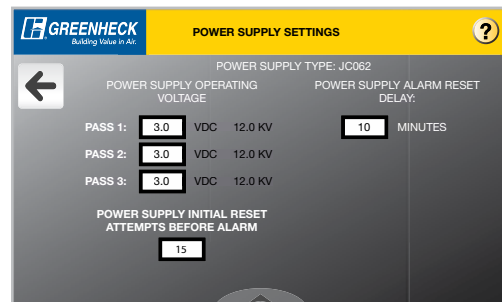 GREENHECK
Building Value in Air.
POWER SUPPLY SETTINGS
?
POWER SUPPLY TYPE: JC062
POWER SUPPLY OPERATING
VOLTAGE
PASS 1: 3.0 VDC 12.0 KV
PASS 2: 3.0 VDC 12.0 KV
PASS 3: 3.0 VDC 12.0 KV
POWER SUPPLY INITIAL RESET
ATTEMPTS BEFORE ALARM
15
POWER SUPPLY ALARM RESET
DELAY:
10 MINUTES